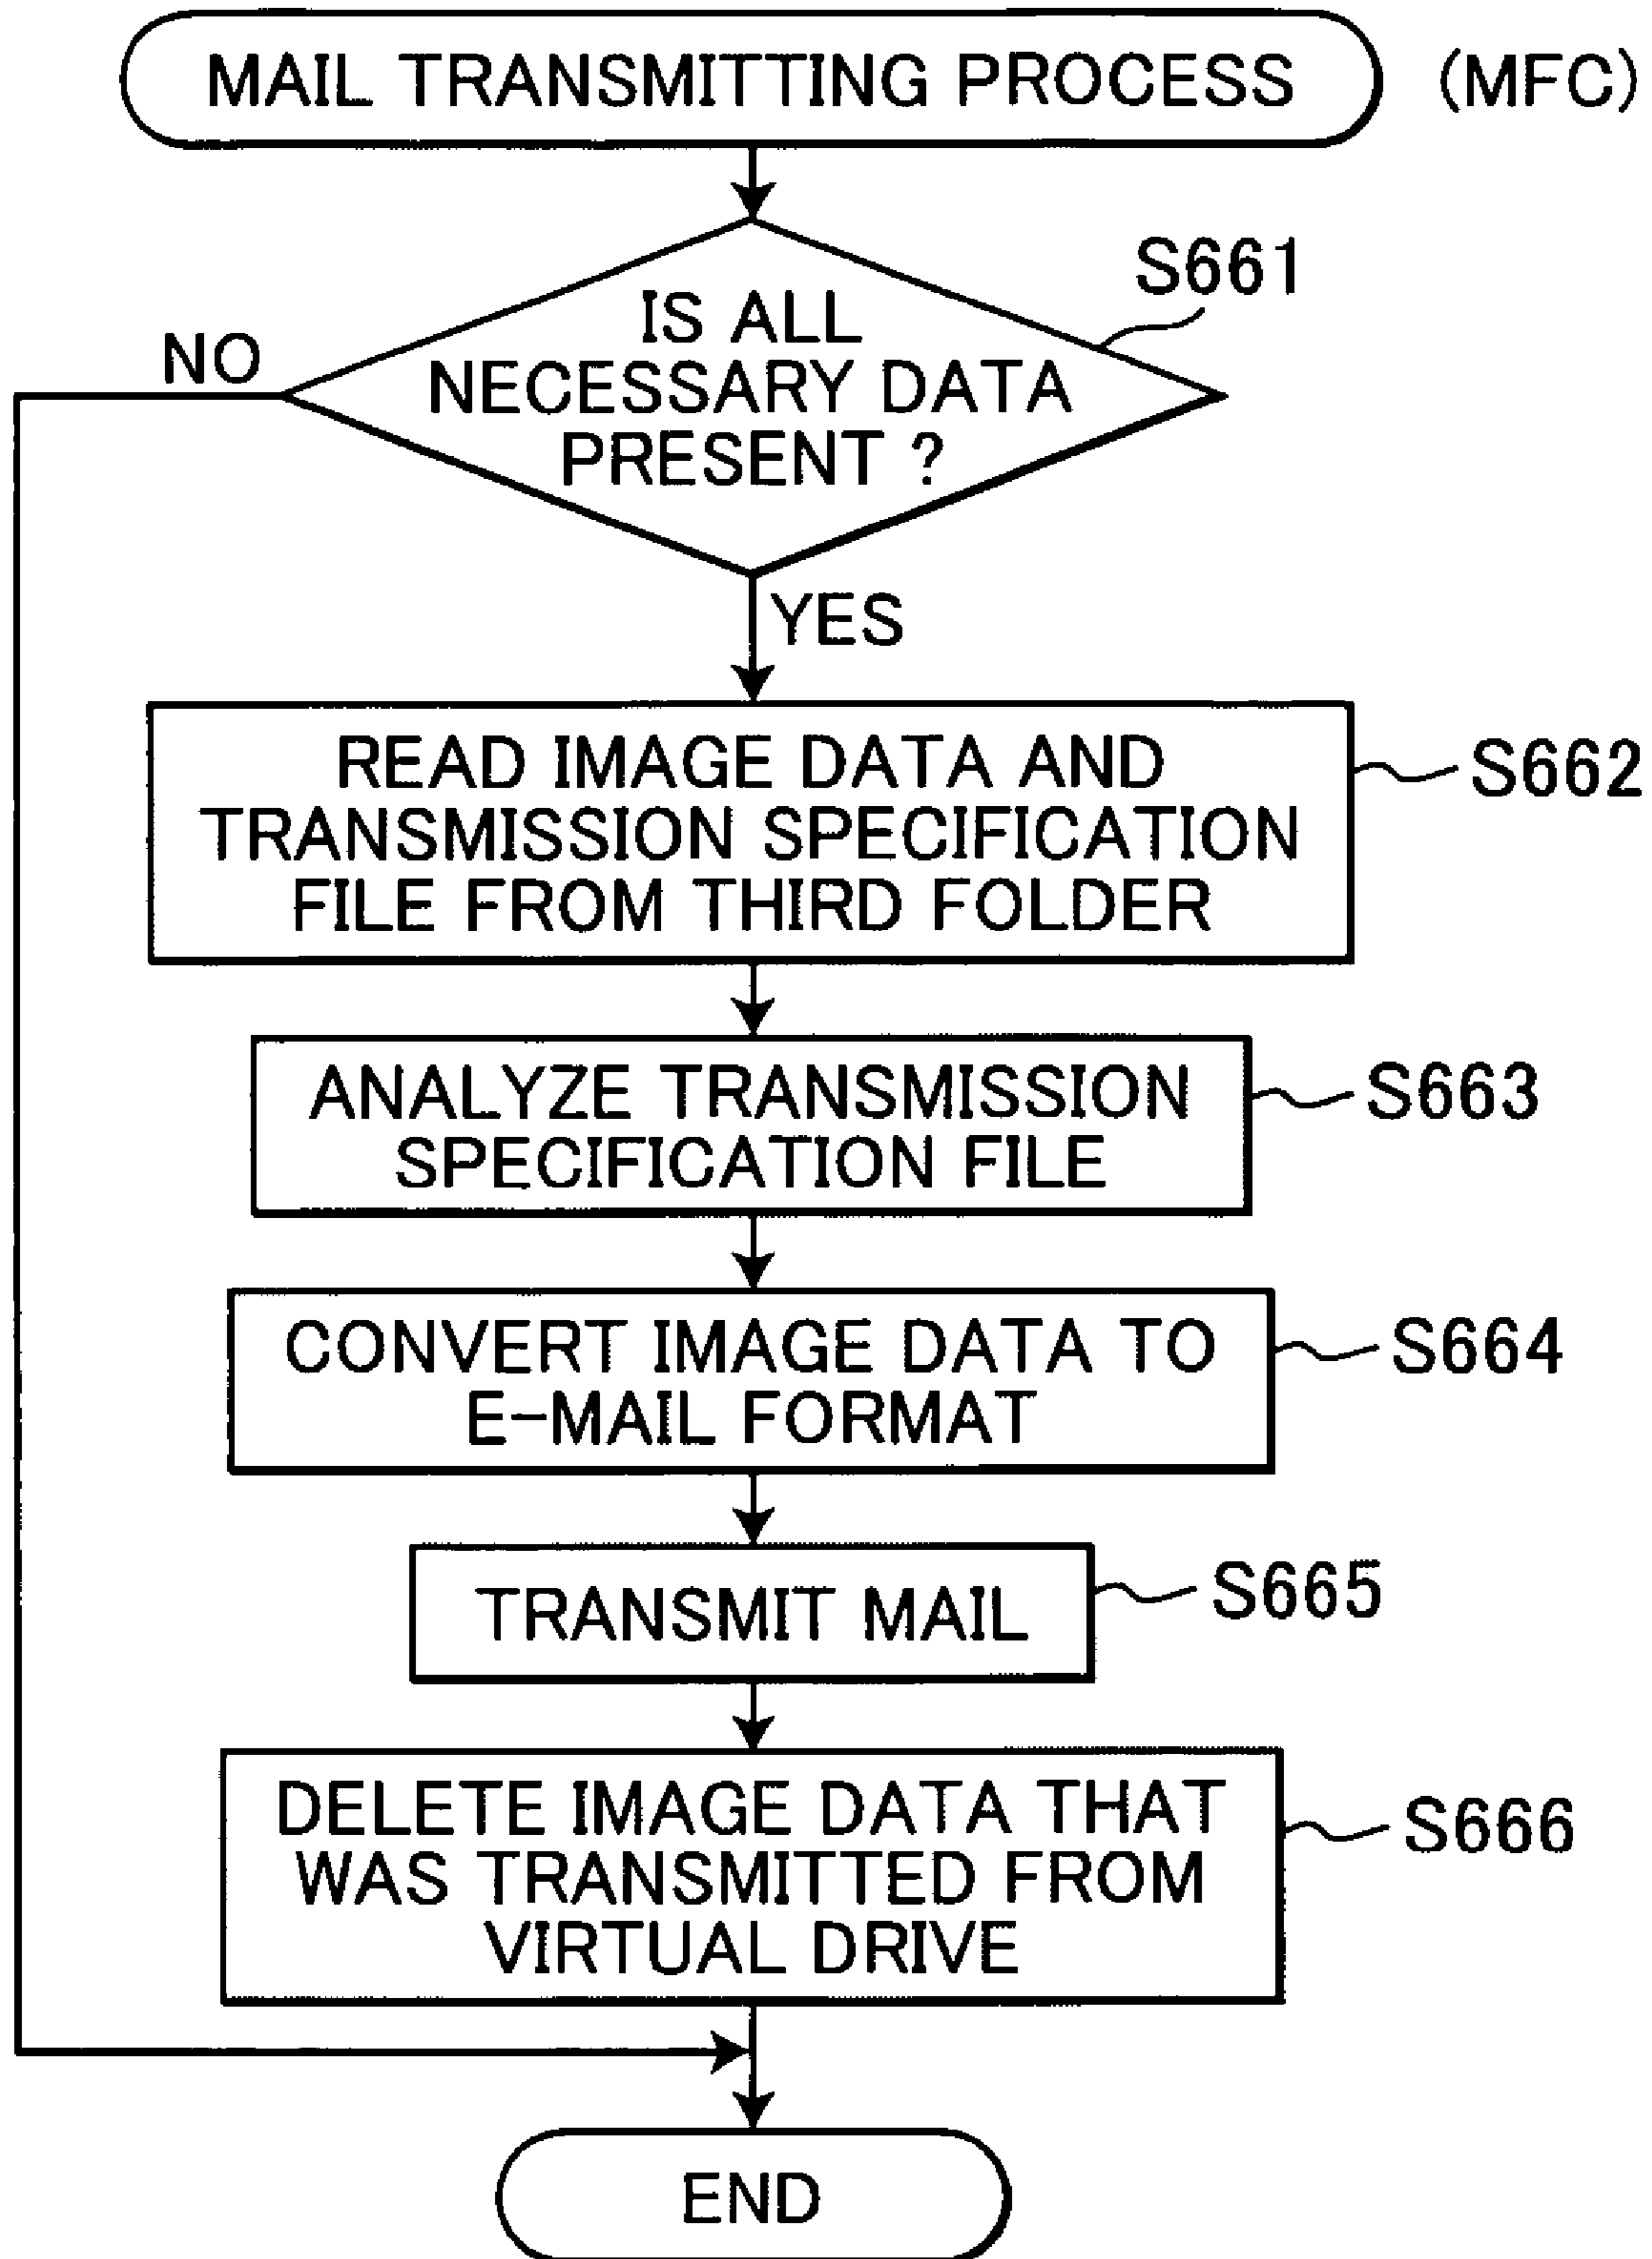 MAIL TRANSMITTING PROCESS (MFC)
S661
IS ALL
NECESSARY DATA
PRESENT ?
NO
YES
READ IMAGE DATA AND
TRANSMISSION SPECIFICATION
FILE FROM THIRD FOLDER
S662
ANALYZE TRANSMISSION
SPECIFICATION FILE
S663
CONVERT IMAGE DATA TO
E-MAIL FORMAT
S664
TRANSMIT MAIL
S665
DELETE IMAGE DATA THAT
WAS TRANSMITTED FROM
VIRTUAL DRIVE
S666
END